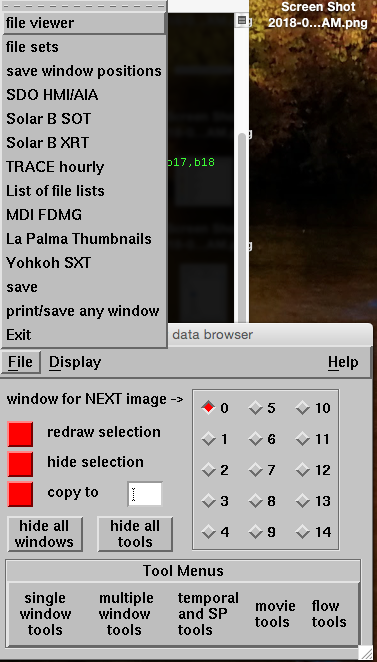 Screen Shot
2018-0...AM.png
file viewer
file sets
save window positions
SDO HMI/AIA
Solar B SOT
Solar B XRT
TRACE hourly
List of file lists
MDI FDMG
La Palma Thumbnails
Yohkoh SXT
save
print/save any window
Exit
b17,b18
data browser
File Display Help
window for NEXT image ->
redraw selection
hide selection
copy to
0 5 10
1 6 11
2 7 12
3 8 13
4 9 14
hide all
windows
hide all
tools
Tool Menus
single
window
tools
multiple
window
tools
temporal
and SP
tools
movie
tools
flow
tools